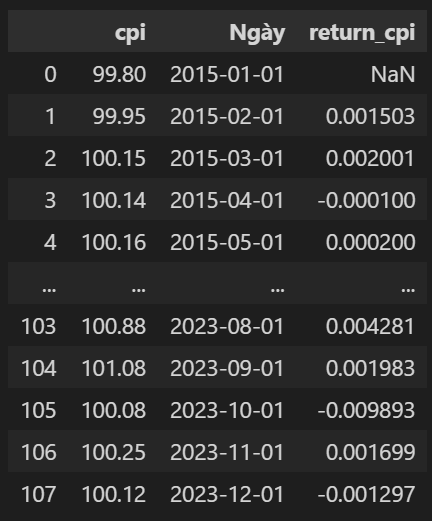 cpi Ngày return_cpi
0 99.80 2015-01-01 NaN
1 99.95 2015-02-01 0.001503
2 100.15 2015-03-01 0.002001
3 100.14 2015-04-01 -0.000100
4 100.16 2015-05-01 0.000200
... ... ... ...
103 100.88 2023-08-01 0.004281
104 101.08 2023-09-01 0.001983
105 100.08 2023-10-01 -0.009893
106 100.25 2023-11-01 0.001699
107 100.12 2023-12-01 -0.001297